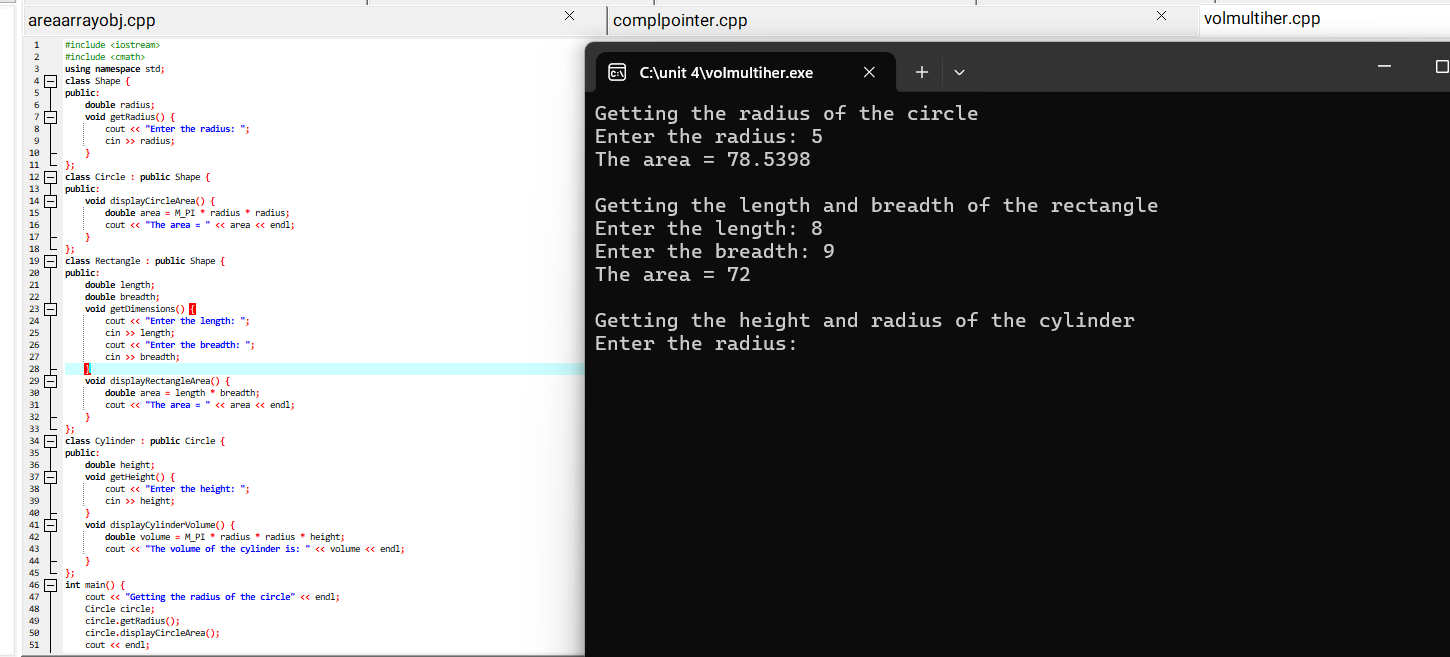 areaarrayobj.cpp
complpointer.cpp
volmultiher.cpp
1 #include <iostream>
2 #include <cmath>
3 using namespace std;
4 class Shape {
5 public:
6 double radius;
7 void getRadius() {
8 cout << "Enter the radius: ";
9 cin >> radius;
10 }
11 };
12 class Circle : public Shape {
13 public:
14 void displayCircleArea() {
15 double area = M_PI * radius * radius;
16 cout << "The area = " << area << endl;
17 }
18 };
19 class Rectangle : public Shape {
20 public:
21 double length;
22 double breadth;
23 void getDimensions() {
24 cout << "Enter the length: ";
25 cin >> length;
26 cout << "Enter the breadth: ";
27 cin >> breadth;
28 }
29 void displayRectangleArea() {
30 double area = length * breadth;
31 cout << "The area = " << area << endl;
32 }
33 };
34 class Cylinder : public Circle {
35 public:
36 double height;
37 void getHeight() {
38 cout << "Enter the height: ";
39 cin >> height;
40 }
41 void displayCylinderVolume() {
42 double volume = M_PI * radius * radius * height;
43 cout << "The volume of the cylinder is: " << volume << endl;
44 }
45 };
46 int main() {
47 cout << "Getting the radius of the circle" << endl;
48 Circle circle;
49 circle.getRadius();
50 circle.displayCircleArea();
51 cout << endl;
C:\unit 4\volmultiher.exe
Getting the radius of the circle
Enter the radius: 5
The area = 78.5398
Getting the length and breadth of the rectangle
Enter the length: 8
Enter the breadth: 9
The area = 72
Getting the height and radius of the cylinder
Enter the radius: